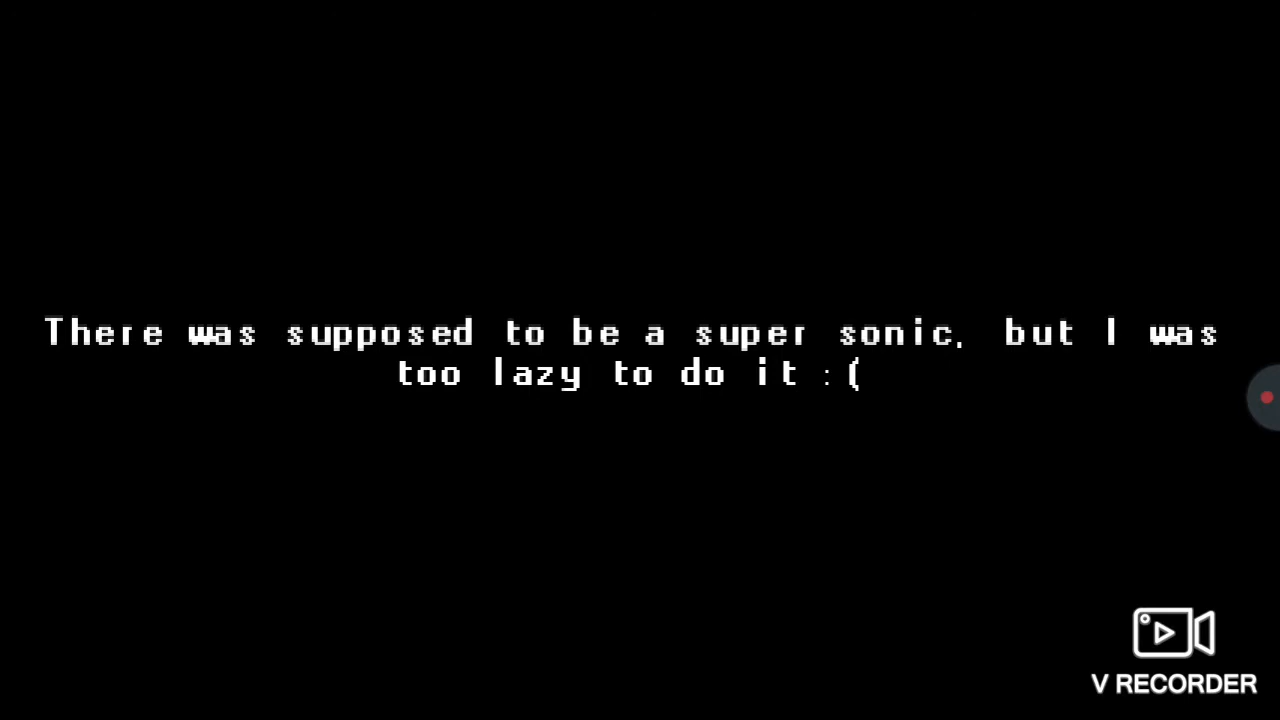 There was supposed to be a super sonic, but I was
too lazy to do it :(
V RECORDER